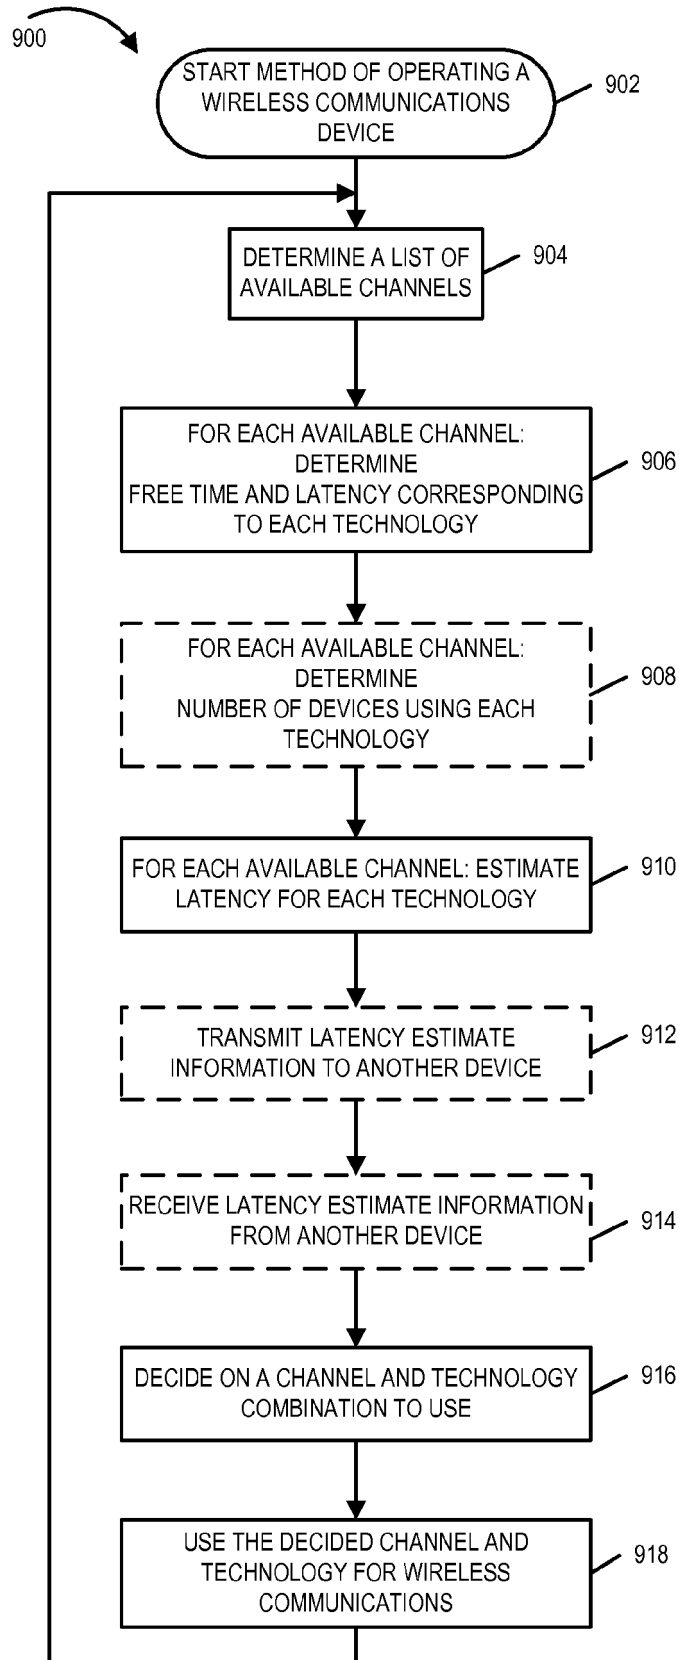 900
START METHOD OF OPERATING A
WIRELESS COMMUNICATIONS
DEVICE
902
DETERMINE A LIST OF
AVAILABLE CHANNELS
904
FOR EACH AVAILABLE CHANNEL:
DETERMINE
FREE TIME AND LATENCY CORRESPONDING
TO EACH TECHNOLOGY
906
FOR EACH AVAILABLE CHANNEL:
DETERMINE
NUMBER OF DEVICES USING EACH
TECHNOLOGY
908
FOR EACH AVAILABLE CHANNEL: ESTIMATE
LATENCY FOR EACH TECHNOLOGY
910
TRANSMIT LATENCY ESTIMATE
INFORMATION TO ANOTHER DEVICE
912
RECEIVE LATENCY ESTIMATE INFORMATION
FROM ANOTHER DEVICE
914
DECIDE ON A CHANNEL AND TECHNOLOGY
COMBINATION TO USE
916
USE THE DECIDED CHANNEL AND
TECHNOLOGY FOR WIRELESS
COMMUNICATIONS
918